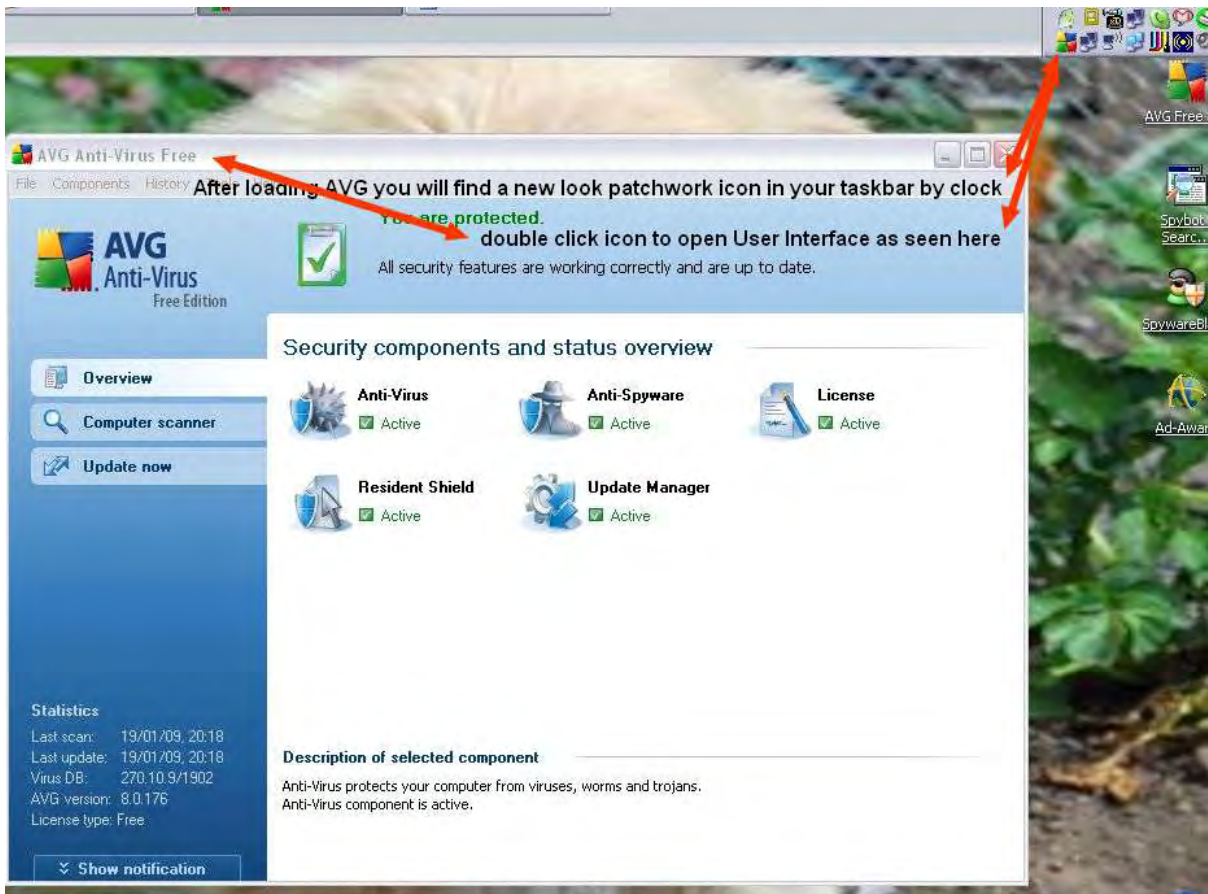 AVG Free
AVG Anti-Virus Free
File Components History
After loading AVG you will find a new look patchwork icon in your taskbar by clock
You are protected.
double click icon to open User Interface as seen here
All security features are working correctly and are up to date.
AVG
Anti-Virus
Free Edition
Spybot
Searc...
SpywareBl
Ad-Awar
Overview
Computer scanner
Update now
Security components and status overview
Anti-Virus
Active
Anti-Spyware
Active
License
Active
Resident Shield
Active
Update Manager
Active
Statistics
Last scan: 19/01/09, 20:18
Last update: 19/01/09, 20:18
Virus DB: 270.10.9/1902
AVG version: 8.0.176
License type: Free
Show notification
Description of selected component
Anti-Virus protects your computer from viruses, worms and trojans.
Anti-Virus component is active.